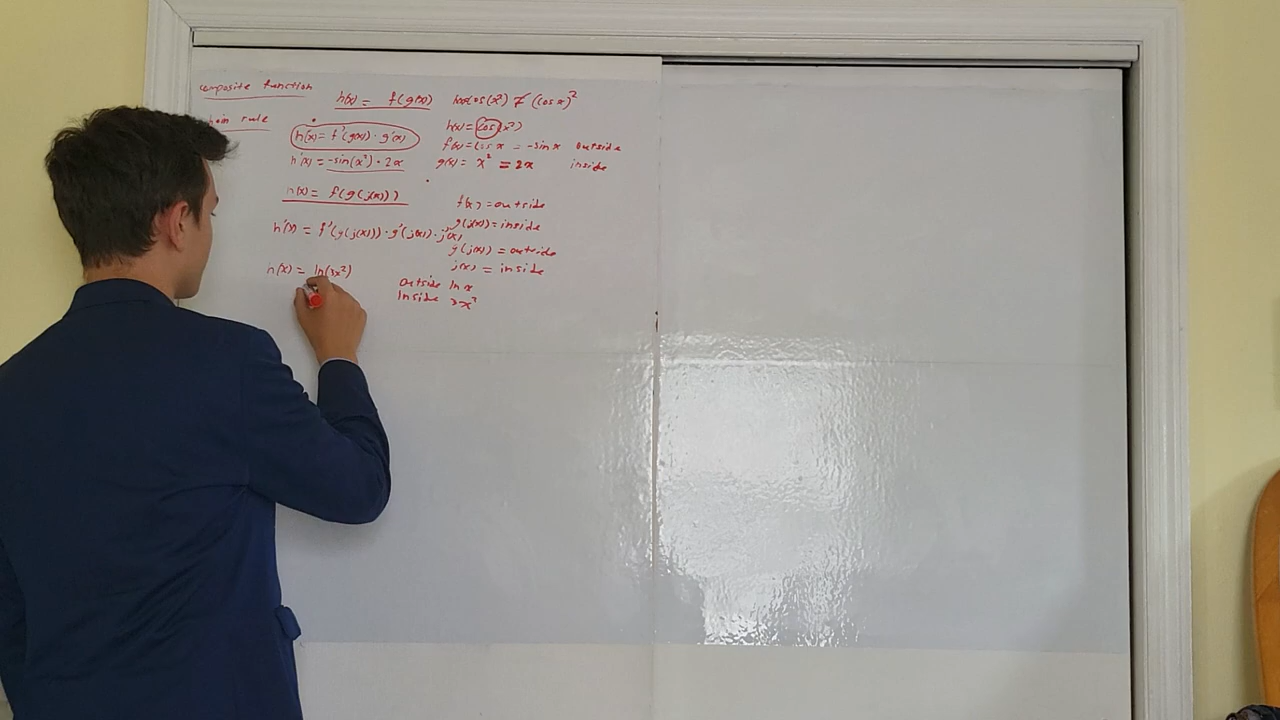 composite function
h(x) = f(g(x)) cos(x²) ≠ (cos x)²
hain rule
h(x) = cos(x²)
h'(x) = f'(g(x)) · g'(x)
f(x) = cos x = -sin x outside
h'(x) = -sin(x²) · 2x
g(x) = x² = 2x inside
h(x) = f(g(j(x)))
f(x) = outside
g(j(x)) = inside
h'(x) = f'(g(j(x))) · g'(j(x)) · j'(x)
g(j(x)) = outside
j(x) = inside
h(x) = ln(3x²)
outside ln x
inside 3x²